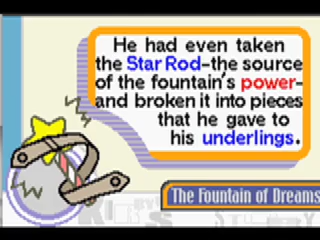 He had even taken
the Star Rod-the source
of the fountain's power-
and broken it into pieces
that he gave to
his underlings.
The Fountain of Dreams